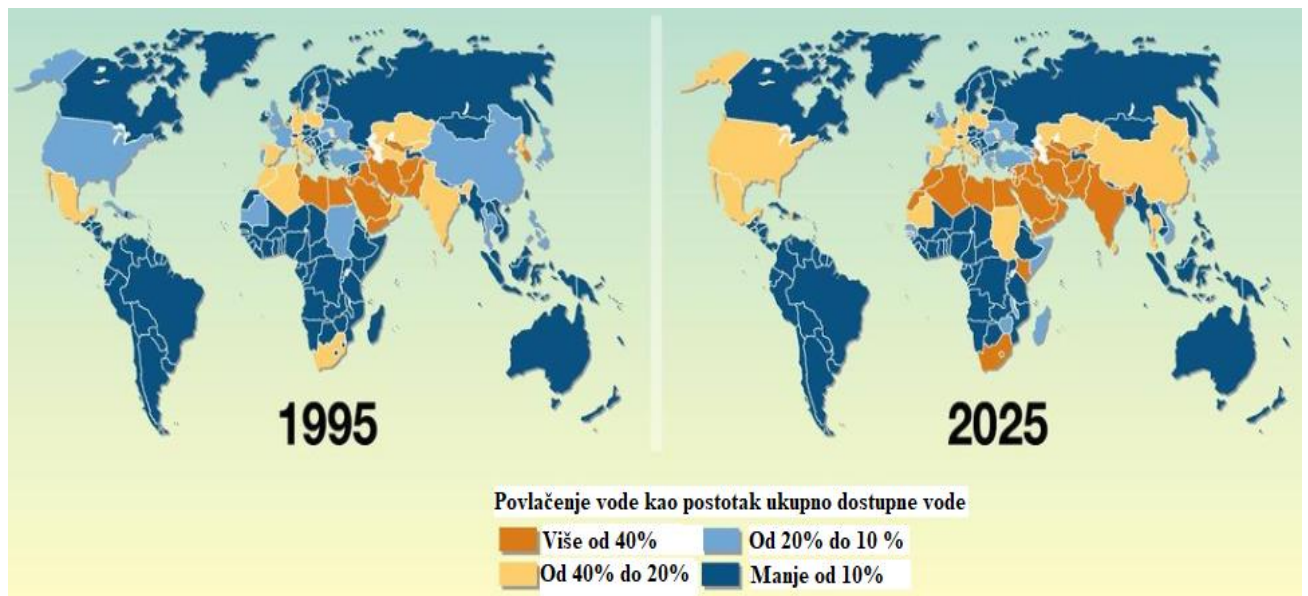 1995
2025
Povlačenje vode kao postotak ukupno dostupne vode
Više od 40%
Od 20% do 10 %
Od 40% do 20%
Manje od 10%